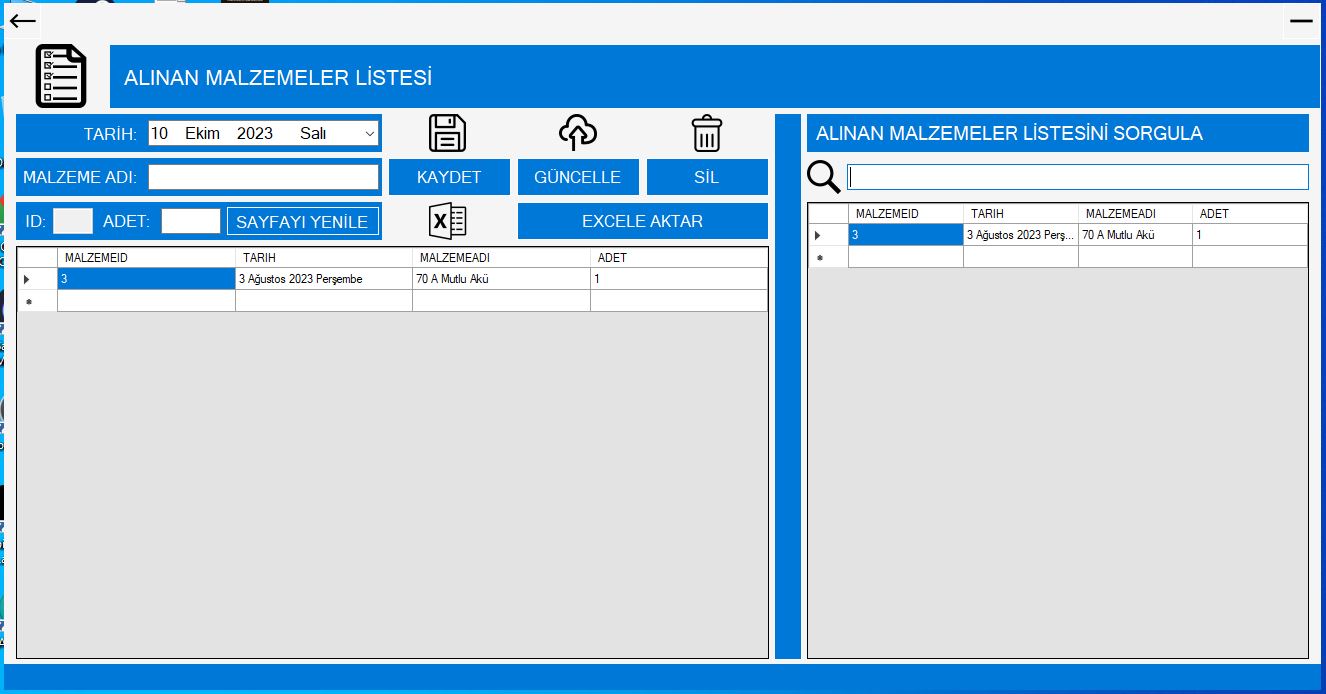 ALINAN MALZEMELER LİSTESİ
TARİH: 10 Ekim 2023 Salı
MALZEME ADI:
KAYDET GÜNCELLE SİL
ID: ADET: SAYFAYI YENİLE
EXCELE AKTAR
MALZEMEID TARIH MALZEMEADI ADET
3 3 Ağustos 2023 Perşembe 70 A Mutlu Akü 1
ALINAN MALZEMELER LİSTESİNİ SORGULA
MALZEMEID TARIH MALZEMEADI ADET
3 3 Ağustos 2023 Perş... 70 A Mutlu Akü 1